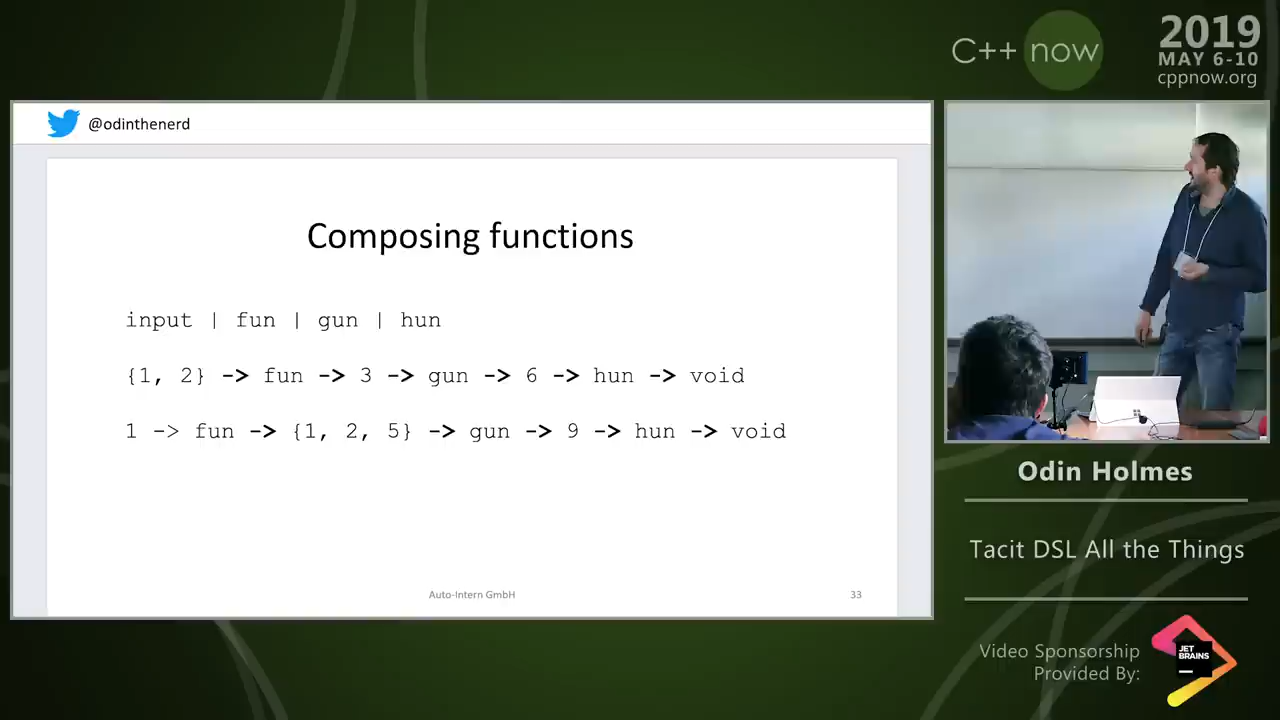 C++ now
2019
MAY 6-10
cppnow.org
@odinthenerd
Composing functions
input | fun | gun | hun
{1, 2} -> fun -> 3 -> gun -> 6 -> hun -> void
1 -> fun -> {1, 2, 5} -> gun -> 9 -> hun -> void
Auto-Intern GmbH
33
Odin Holmes
Tacit DSL All the Things
Video Sponsorship
Provided By:
JET
BRAINS